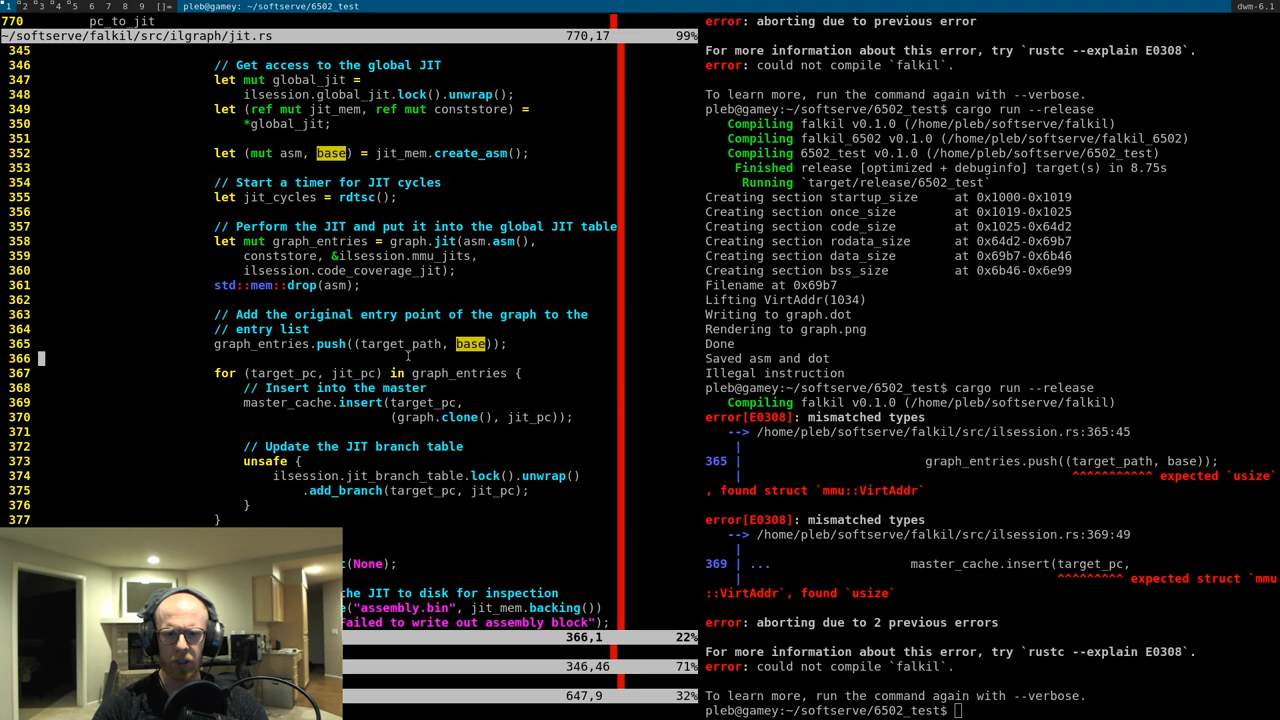 1 2 3 4 5 6 7 8 9 []= pleb@gamey: ~/softserve/6502_test dwm-6.1
770 pc_to_jit
~/softserve/falkil/src/ilgraph/jit.rs 770,17 99%
345
346 // Get access to the global JIT
347 let mut global_jit =
348 ilsession.global_jit.lock().unwrap();
349 let (ref mut jit_mem, ref mut conststore) =
350 *global_jit;
351
352 let (mut asm, base) = jit_mem.create_asm();
353
354 // Start a timer for JIT cycles
355 let jit_cycles = rdtsc();
356
357 // Perform the JIT and put it into the global JIT table
358 let mut graph_entries = graph.jit(asm.asm(),
359 conststore, &ilsession.mmu_jits,
360 ilsession.code_coverage_jit);
361 std::mem::drop(asm);
362
363 // Add the original entry point of the graph to the
364 // entry list
365 graph_entries.push((target_path, base));
366
367 for (target_pc, jit_pc) in graph_entries {
368 // Insert into the master
369 master_cache.insert(target_pc,
370 (graph.clone(), jit_pc));
371
372 // Update the JIT branch table
373 unsafe {
374 ilsession.jit_branch_table.lock().unwrap()
375 .add_branch(target_pc, jit_pc);
376 }
377 }
(None);
he JIT to disk for inspection
("assembly.bin", jit_mem.backing())
ailed to write out assembly block");
366,1 22%
346,46 71%
647,9 32%
error: aborting due to previous error
For more information about this error, try `rustc --explain E0308`.
error: could not compile `falkil`.
To learn more, run the command again with --verbose.
pleb@gamey:~/softserve/6502_test$ cargo run --release
Compiling falkil v0.1.0 (/home/pleb/softserve/falkil)
Compiling falkil_6502 v0.1.0 (/home/pleb/softserve/falkil_6502)
Compiling 6502_test v0.1.0 (/home/pleb/softserve/6502_test)
Finished release [optimized + debuginfo] target(s) in 8.75s
Running `target/release/6502_test`
Creating section startup_size at 0x1000-0x1019
Creating section once_size at 0x1019-0x1025
Creating section code_size at 0x1025-0x64d2
Creating section rodata_size at 0x64d2-0x69b7
Creating section data_size at 0x69b7-0x6b46
Creating section bss_size at 0x6b46-0x6e99
Filename at 0x69b7
Lifting VirtAddr(1034)
Writing to graph.dot
Rendering to graph.png
Done
Saved asm and dot
Illegal instruction
pleb@gamey:~/softserve/6502_test$ cargo run --release
Compiling falkil v0.1.0 (/home/pleb/softserve/falkil)
error[E0308]: mismatched types
--> /home/pleb/softserve/falkil/src/ilsession.rs:365:45
|
365 | graph_entries.push((target_path, base));
| ^^^^^^^^^^^ expected `usize`
, found struct `mmu::VirtAddr`
error[E0308]: mismatched types
--> /home/pleb/softserve/falkil/src/ilsession.rs:369:49
|
369 | ... master_cache.insert(target_pc,
| ^^^^^^^^^ expected struct `mmu
::VirtAddr`, found `usize`
error: aborting due to 2 previous errors
For more information about this error, try `rustc --explain E0308`.
error: could not compile `falkil`.
To learn more, run the command again with --verbose.
pleb@gamey:~/softserve/6502_test$